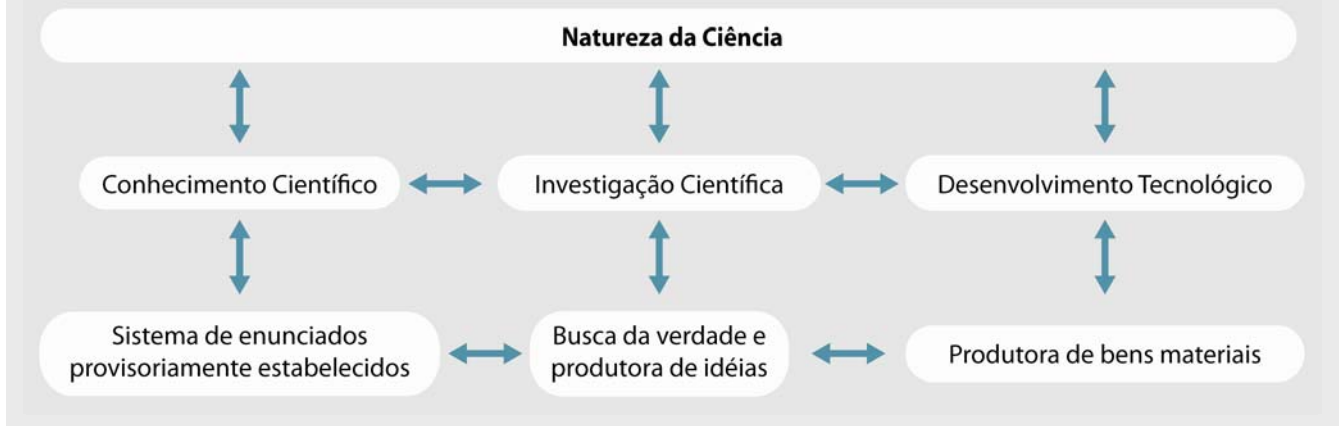 Natureza da Ciência
Conhecimento Científico
Investigação Científica
Desenvolvimento Tecnológico
Sistema de enunciados
provisoriamente estabelecidos
Busca da verdade e
produtora de idéias
Produtora de bens materiais